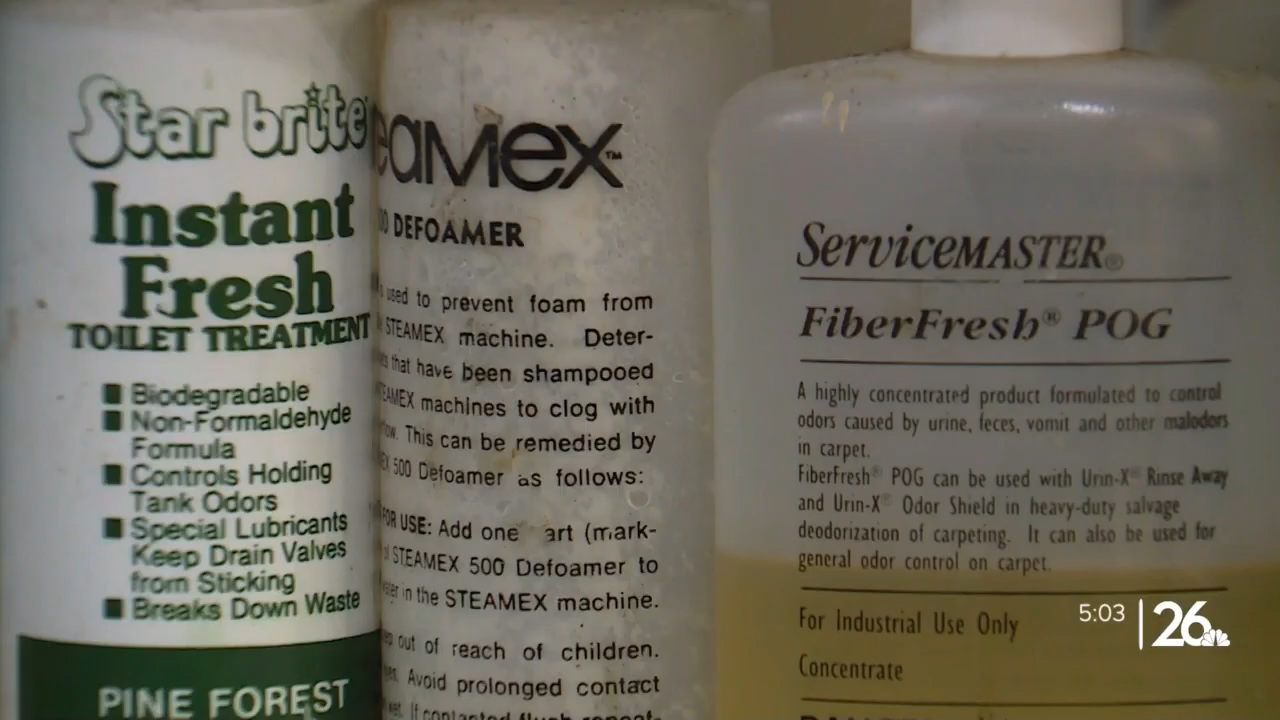 Star brite
Instant
Fresh
TOILET TREATMENT
■ Biodegradable
■ Non-Formaldehyde
Formula
■ Controls Holding
Tank Odors
■ Special Lubricants
Keep Drain Valves
from Sticking
■ Breaks Down Waste
PINE FOREST
eamex™
00 DEFOAMER
used to prevent foam from
STEAMEX machine. Deter-
that have been shampooed
TEAMEX machines to clog with
This can be remedied by
500 Defoamer as follows:
FOR USE: Add one art (mark-
STEAMEX 500 Defoamer to
in the STEAMEX machine.
out of reach of children.
Avoid prolonged contact
ServiceMASTER®
FiberFresh® POG
A highly concentrated product formulated to control
odors caused by urine, feces, vomit and other malodors
in carpet.
FiberFresh® POG can be used with Urin-X® Rinse Away
and Urin-X® Odor Shield in heavy-duty salvage
deodorization of carpeting. It can also be used for
general odor control on carpet.
For Industrial Use Only
Concentrate
5:03
26